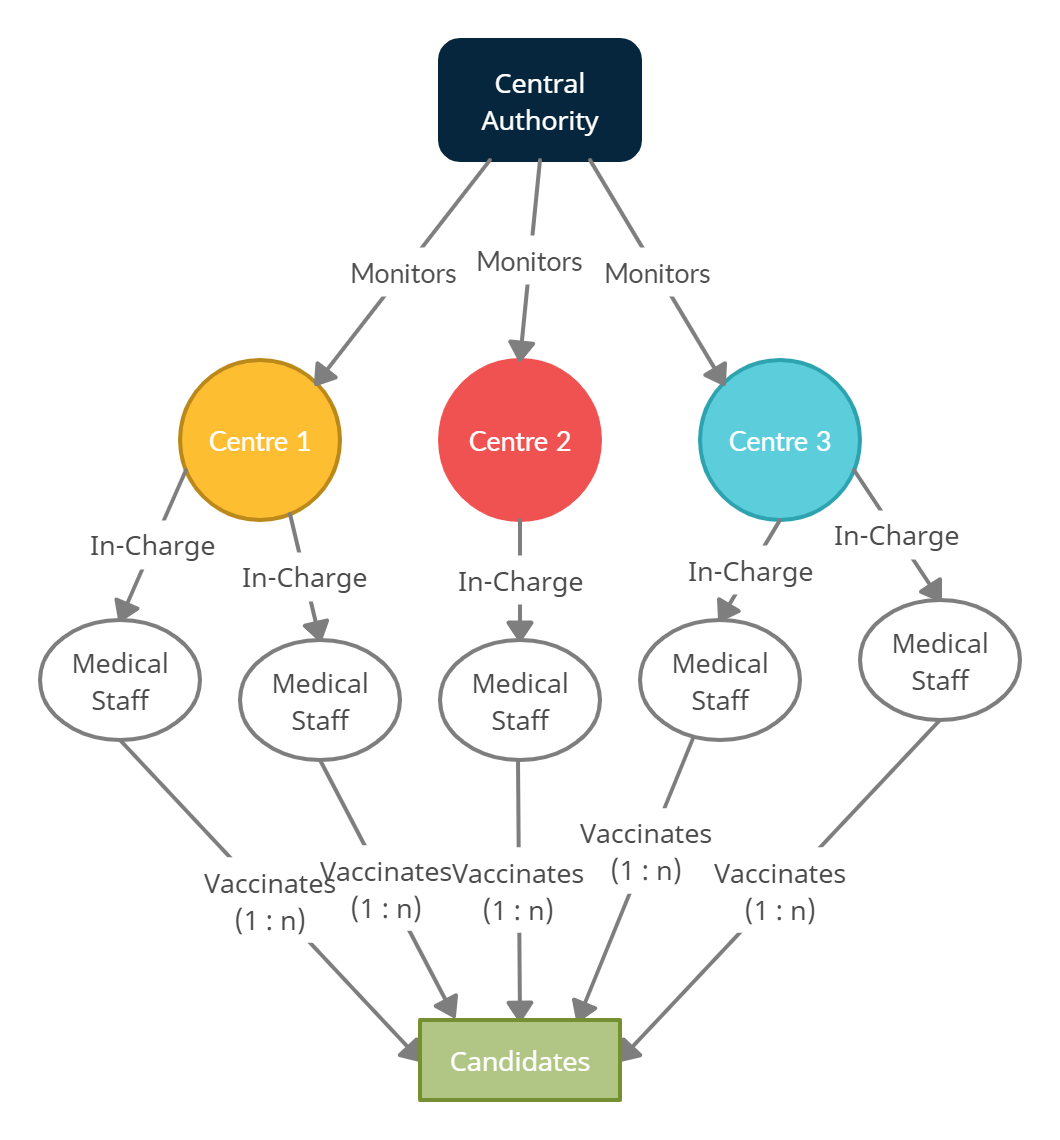 Central
Authority
Monitors
Monitors
Monitors
Centre 1
Centre 2
Centre 3
In-Charge
In-Charge
In-Charge
In-Charge
In-Charge
Medical
Staff
Medical
Staff
Medical
Staff
Medical
Staff
Medical
Staff
Vaccinates
(1 : n)
Vaccinates
(1 : n)
Vaccinates
(1 : n)
Vaccinates
(1 : n)
Vaccinates
(1 : n)
Candidates